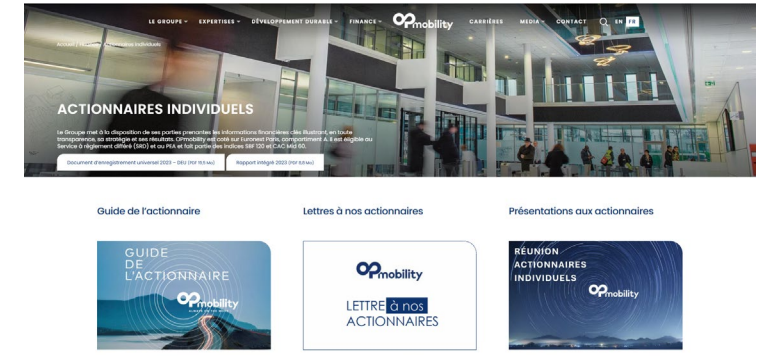 LE GROUPE
EXPERTISES
DÉVELOPPEMENT DURABLE
FINANCE
OPmobility
CARRIÈRES
MEDIA
CONTACT
EN FR
Accueil
Actionnaires individuels
ACTIONNAIRES INDIVIDUELS
Le Groupe met à la disposition de ses parties prenantes les informations financières clés illustrant, en toute
transparence, sa stratégie et ses résultats. OPmobility est coté sur Euronext Paris, compartiment A. Il est éligible au
Service à règlement différé (SRD) et au PEA et fait partie des indices SBF 120 et CAC Mid 60.
Document d'enregistrement universel 2023 – DEU
Rapport intégré 2023
Guide de l'actionnaire
Lettres à nos actionnaires
Présentations aux actionnaires
GUIDE
DE
L'ACTIONNAIRE
OPmobility
OPmobility
LETTRE à nos
ACTIONNAIRES
RÉUNION
ACTIONNAIRES
INDIVIDUELS
OPmobility